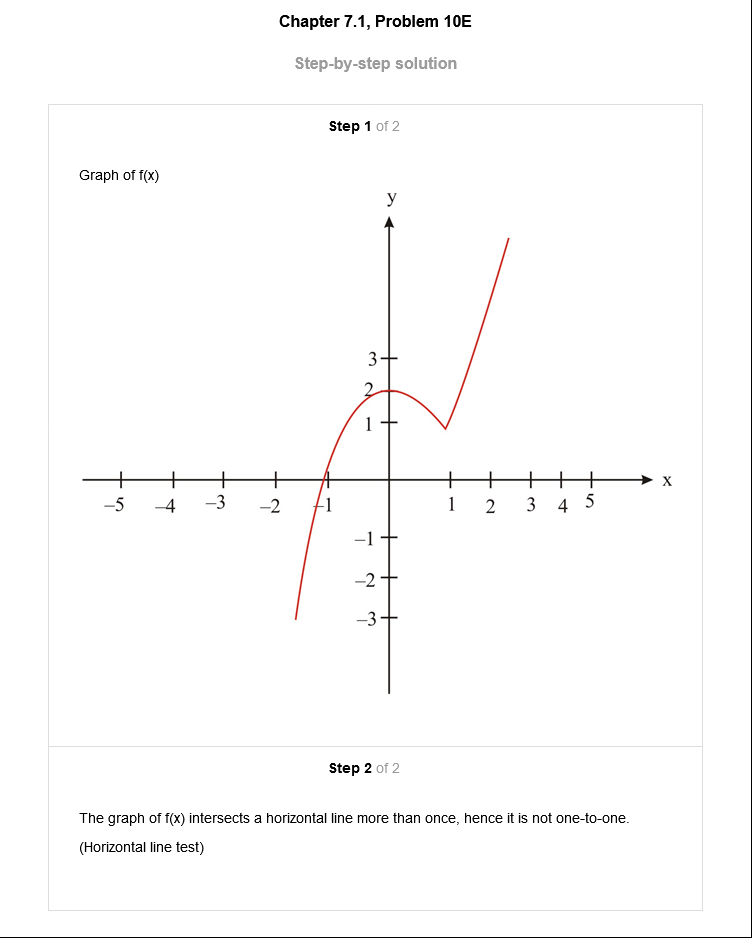 Chapter 7.1, Problem 10E
Step-by-step solution
Step 1 of 2
Graph of f(x)
y
3
2
1
x
−5 −4 −3 −2 −1 1 2 3 4 5
−1
−2
−3
Step 2 of 2
The graph of f(x) intersects a horizontal line more than once, hence it is not one-to-one.
(Horizontal line test)